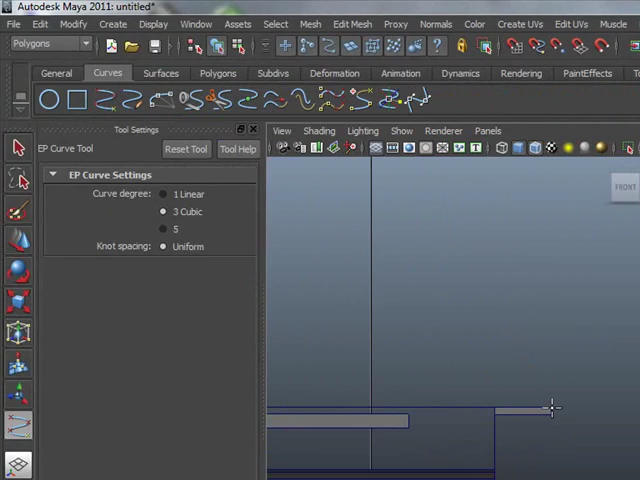 Autodesk Maya 2011: untitled*
File Edit Modify Create Display Window Assets Select Mesh Edit Mesh Proxy Normals Color Create UVs Edit UVs Muscle
Polygons
General Curves Surfaces Polygons Subdivs Deformation Animation Dynamics Rendering PaintEffects
Tool Settings
EP Curve Tool Reset Tool Tool Help
View Shading Lighting Show Renderer Panels
EP Curve Settings
Curve degree: 1 Linear
3 Cubic
5
Knot spacing: Uniform
FRONT